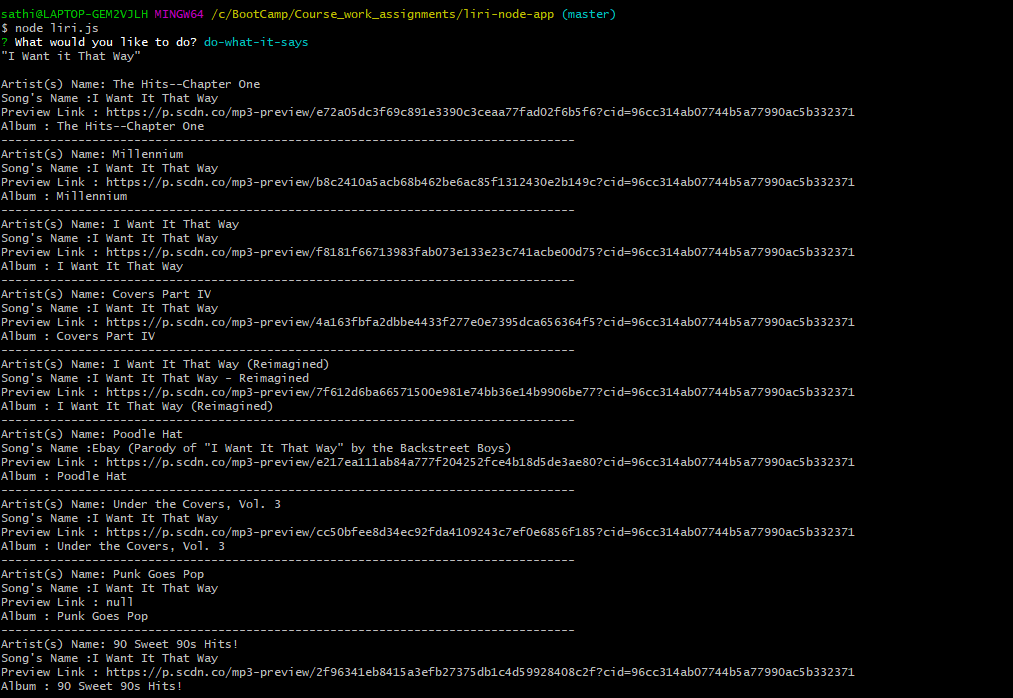 sathi@LAPTOP-GEM2VJLH MINGW64 /c/BootCamp/Course_work_assignments/liri-node-app (master)
$ node liri.js
? What would you like to do? do-what-it-says
"I Want it That Way"
Artist(s) Name: The Hits--Chapter One
Song's Name :I Want It That Way
Preview Link : https://p.scdn.co/mp3-preview/e72a05dc3f69c891e3390c3ceaa77fad02f6b5f6?cid=96cc314ab07744b5a77990ac5b332371
Album : The Hits--Chapter One
----------------------------------------------------------------------------------
Artist(s) Name: Millennium
Song's Name :I Want It That Way
Preview Link : https://p.scdn.co/mp3-preview/b8c2410a5acb68b462be6ac85f1312430e2b149c?cid=96cc314ab07744b5a77990ac5b332371
Album : Millennium
----------------------------------------------------------------------------------
Artist(s) Name: I Want It That Way
Song's Name :I Want It That Way
Preview Link : https://p.scdn.co/mp3-preview/f8181f66713983fab073e133e23c741acbe00d75?cid=96cc314ab07744b5a77990ac5b332371
Album : I Want It That Way
----------------------------------------------------------------------------------
Artist(s) Name: Covers Part IV
Song's Name :I Want It That Way
Preview Link : https://p.scdn.co/mp3-preview/4a163fbfa2dbbe4433f277e0e7395dca656364f5?cid=96cc314ab07744b5a77990ac5b332371
Album : Covers Part IV
----------------------------------------------------------------------------------
Artist(s) Name: I Want It That Way (Reimagined)
Song's Name :I Want It That Way - Reimagined
Preview Link : https://p.scdn.co/mp3-preview/7f612d6ba66571500e981e74bb36e14b9906be77?cid=96cc314ab07744b5a77990ac5b332371
Album : I Want It That Way (Reimagined)
----------------------------------------------------------------------------------
Artist(s) Name: Poodle Hat
Song's Name :Ebay (Parody of "I Want It That Way" by the Backstreet Boys)
Preview Link : https://p.scdn.co/mp3-preview/e217ea111ab84a777f204252fce4b18d5de3ae80?cid=96cc314ab07744b5a77990ac5b332371
Album : Poodle Hat
----------------------------------------------------------------------------------
Artist(s) Name: Under the Covers, Vol. 3
Song's Name :I Want It That Way
Preview Link : https://p.scdn.co/mp3-preview/cc50bfee8d34ec92fda4109243c7ef0e6856f185?cid=96cc314ab07744b5a77990ac5b332371
Album : Under the Covers, Vol. 3
----------------------------------------------------------------------------------
Artist(s) Name: Punk Goes Pop
Song's Name :I Want It That Way
Preview Link : null
Album : Punk Goes Pop
----------------------------------------------------------------------------------
Artist(s) Name: 90 Sweet 90s Hits!
Song's Name :I Want It That Way
Preview Link : https://p.scdn.co/mp3-preview/2f96341eb8415a3efb27375db1c4d59928408c2f?cid=96cc314ab07744b5a77990ac5b332371
Album : 90 Sweet 90s Hits!